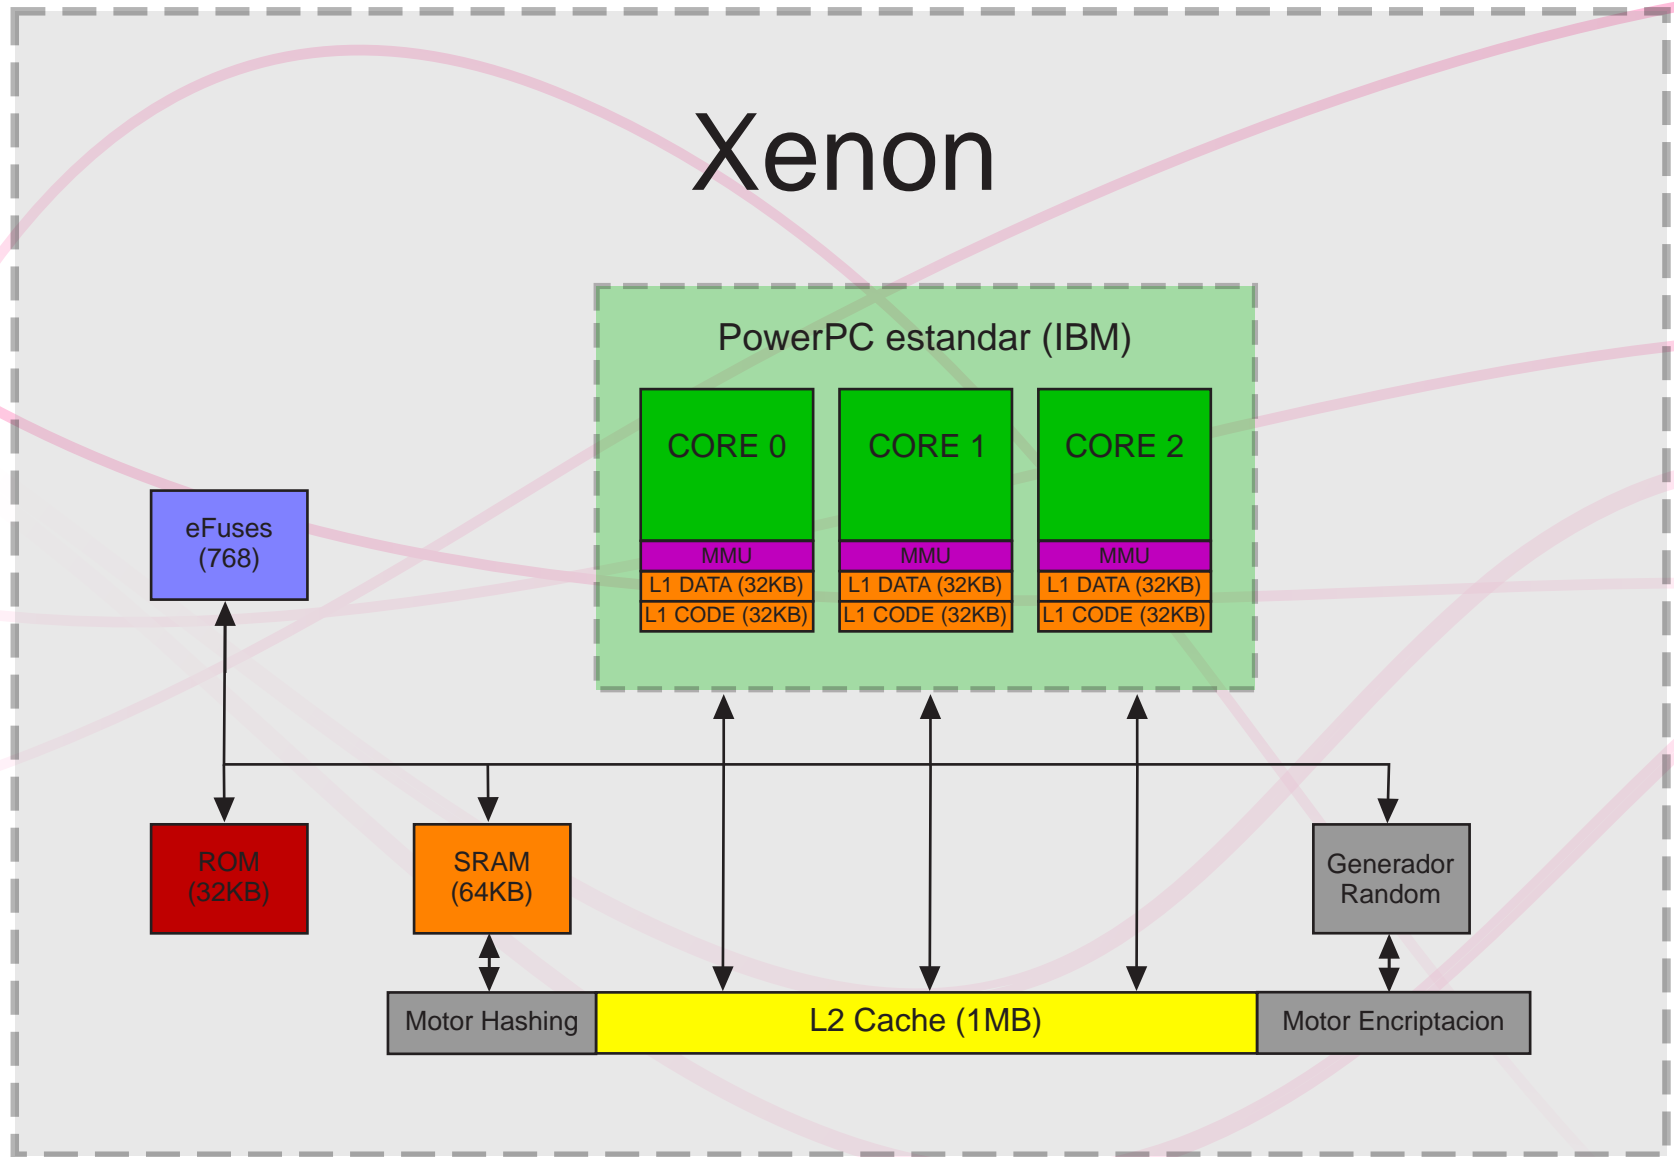 Xenon
PowerPC estandar (IBM)
CORE 0
CORE 1
CORE 2
MMU
MMU
MMU
L1 DATA (32KB)
L1 DATA (32KB)
L1 DATA (32KB)
L1 CODE (32KB)
L1 CODE (32KB)
L1 CODE (32KB)
eFuses
(768)
ROM
(32KB)
SRAM
(64KB)
Generador
Random
Motor Hashing
L2 Cache (1MB)
Motor Encriptacion